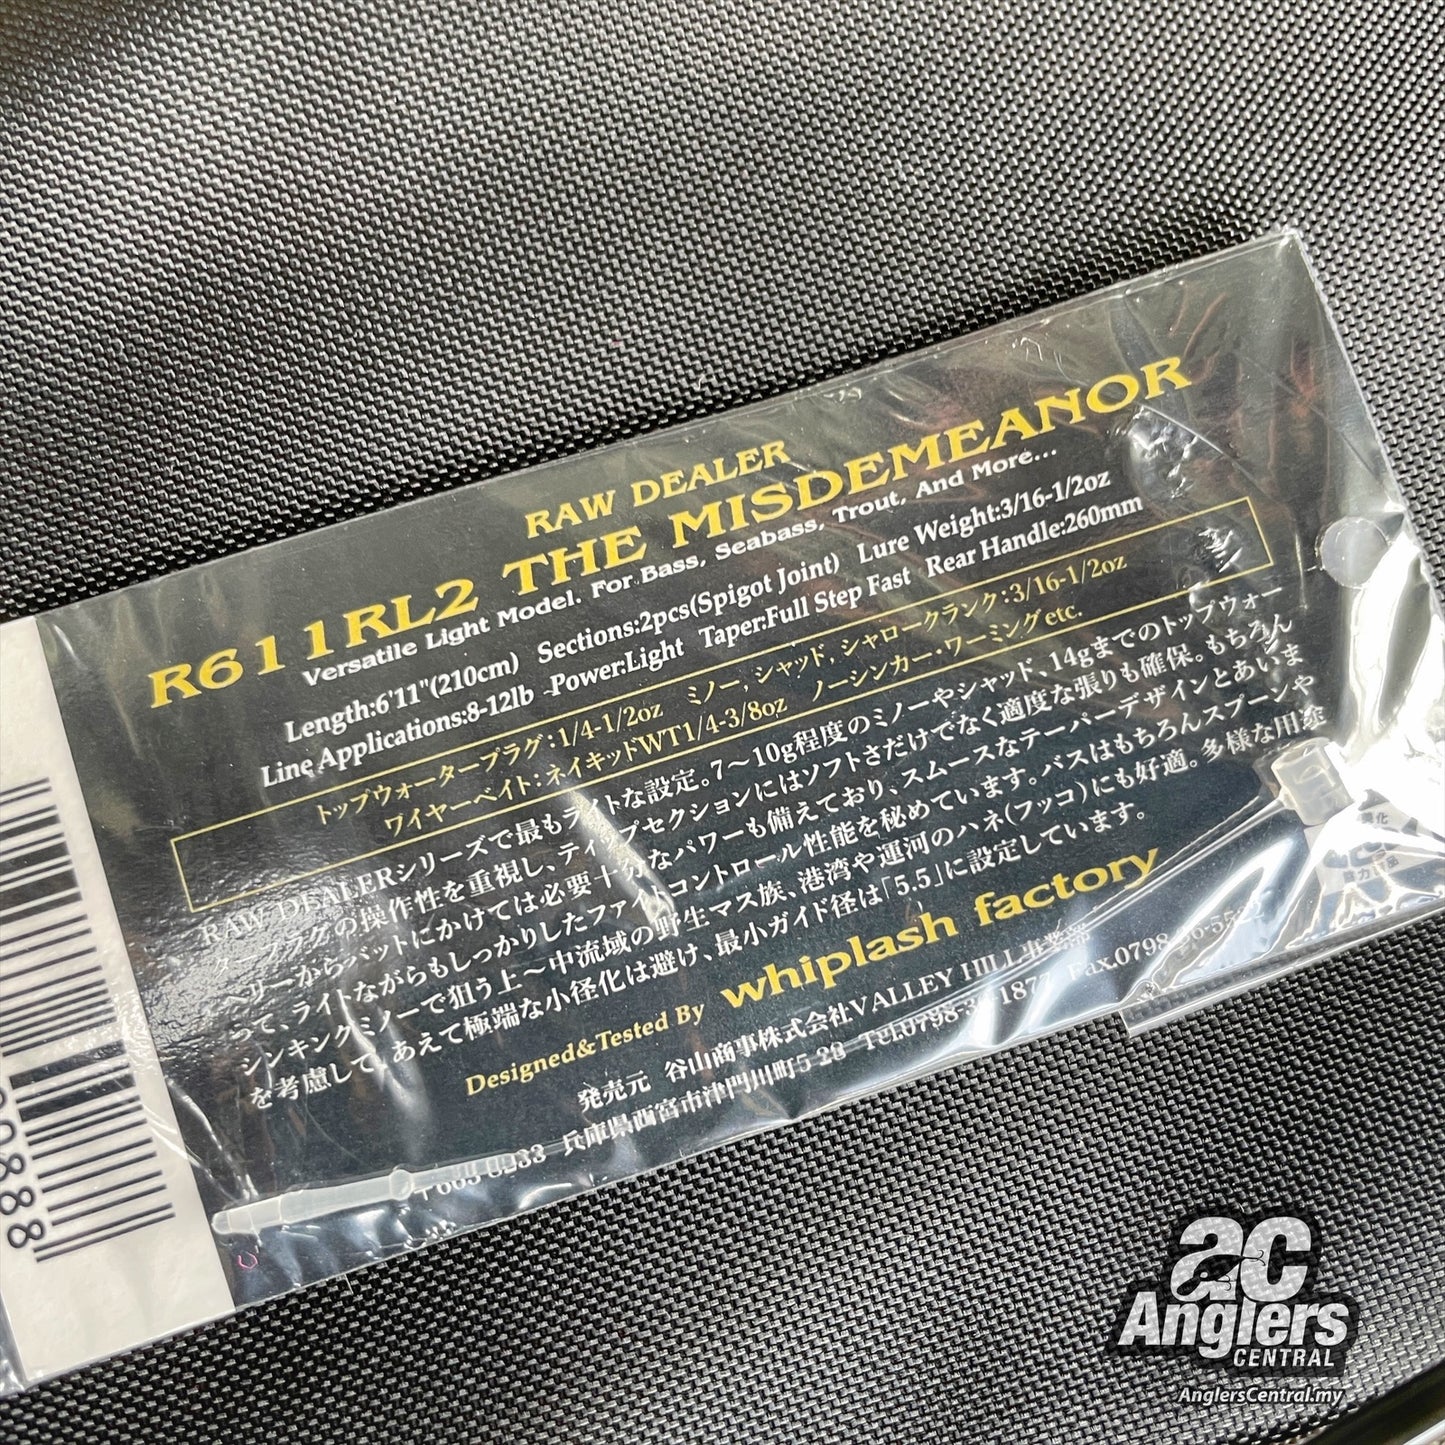 RAW DEALER
R611RL2 THE MISDEMEANOR
Versatile Light Model. For Bass, Seabass, Trout, And More...
Length:6'11"(210cm) Sections:2pcs(Spigot Joint) Lure Weight:3/16-1/2oz
Line Applications:8-12lb Power:Light Taper:Full Step Fast Rear Handle:260mm
トップウォータープラグ:1/4-1/2oz ミノー,シャッド,シャロークランク:3/16-1/2oz
ワイヤーベイト:ネイキッドWT1/4-3/8oz ノーシンカー・ワーミングetc.
RAW DEALERシリーズで最もライトな設定。7〜10g程度のミノーやシャッド、14gまでのトップウォー
タープラグの操作性を重視し、ティップセクションにはソフトさだけでなく適度な張りも確保。もちろん
ベリーからバットにかけては必要十分なパワーも備えており、スムースなテーパーデザインとあいま
って、ライトながらもしっかりしたファイトコントロール性能を秘めています。バスはもちろんスプーンや
シンキングミノーで狙う上〜中流域の野生マス族、港湾や運河のハネ(フッコ)にも好適。多様な用途
を考慮して、あえて極端な小径化は避け、最小ガイド径は「5.5」に設定しています。
Designed&Tested By whiplash factory
発売元 谷山商事株式会社VALLEY HILL事業部
兵庫県西宮市津門川町5-23 Fax.0798
88800
ac
Anglers
CENTRAL
AnglersCentral.my